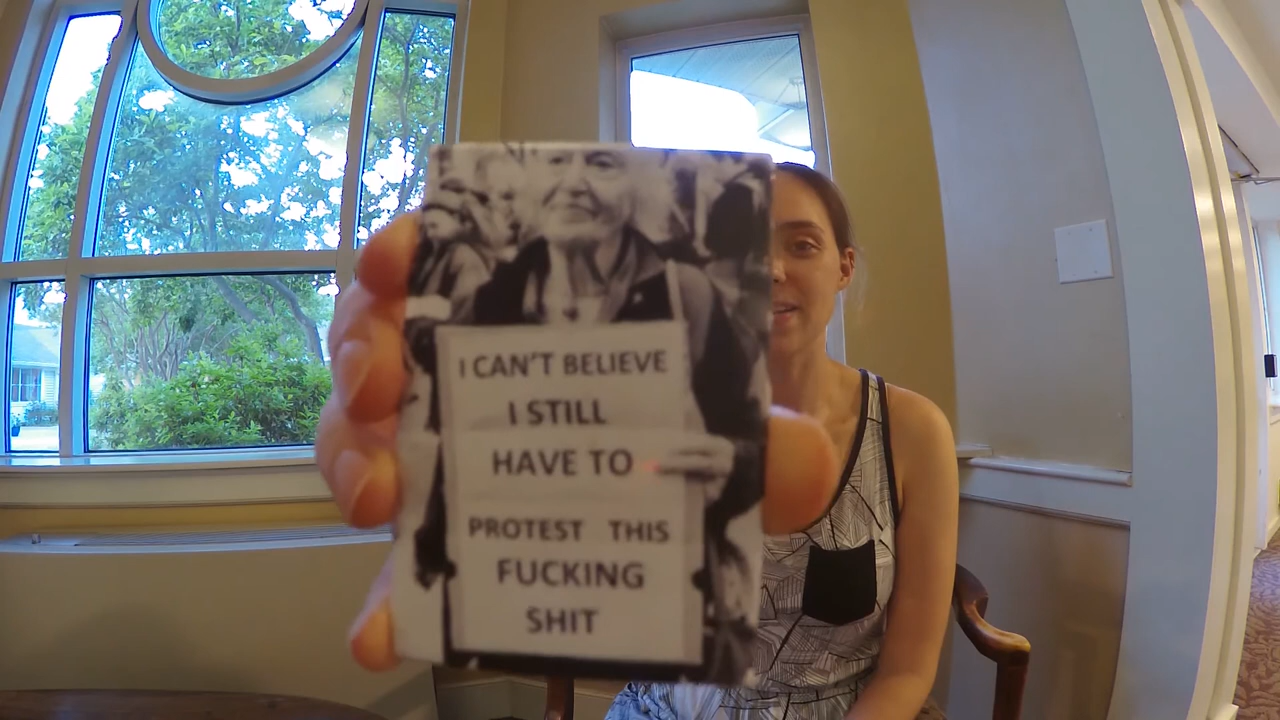 I CAN'T BELIEVE
I STILL
HAVE TO
PROTEST THIS
FUCKING
SHIT